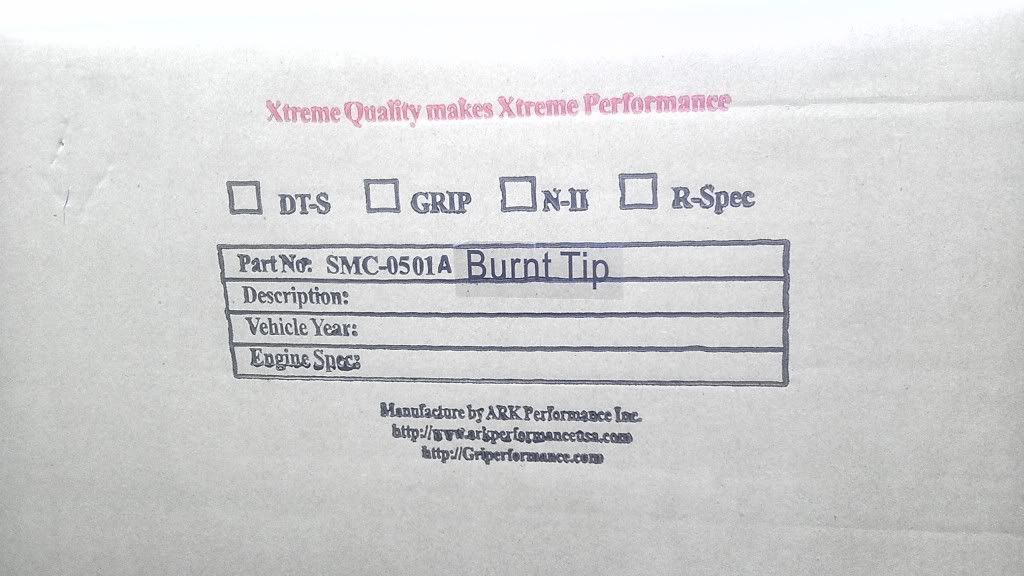 Xtreme Quality makes Xtreme Performance
DT-S GRIP N-II R-Spec
Part No: SMC-0501A Burnt Tip
Description:
Vehicle Year:
Engine Spec:
Manufacture by ARK Performance Inc.
http://www.arkperformanceusa.com
http://Griperformance.com